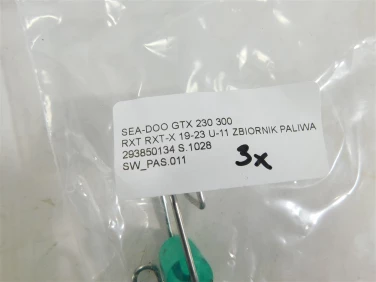 SEA-DOO GTX 230 300
RXT RXT-X 19-23 U-11 ZBIORNIK PALIWA
293850134 S.1028
SW_PAS.011
3x